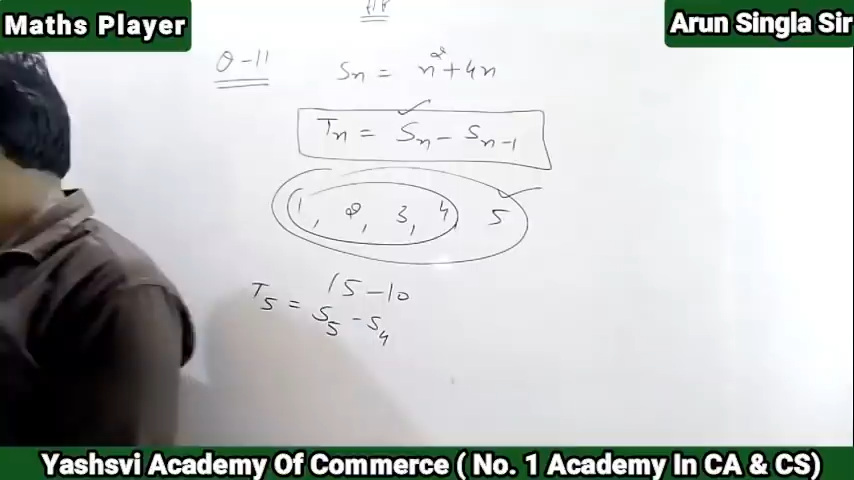 Maths Player
Arun Singla Sir
Q-11
Sn = n²+4n
Tn = Sn - Sn-1
1, 2, 3, 4, 5
15-10
T5 = S5 - S4
Yashsvi Academy Of Commerce ( No. 1 Academy In CA & CS)